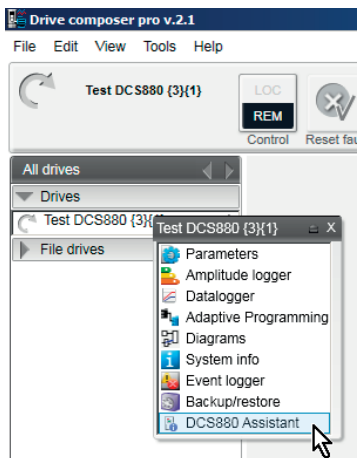 Drive composer pro v.2.1
File Edit View Tools Help
Test DCS880 {3}{1}
LOC
REM
Control Reset fau
All drives
Drives
Test DCS880 {3}{
File drives
Test DCS880 {3}{1} X
Parameters
Amplitude logger
Datalogger
Adaptive Programming
Diagrams
System info
Event logger
Backup/restore
DCS880 Assistant